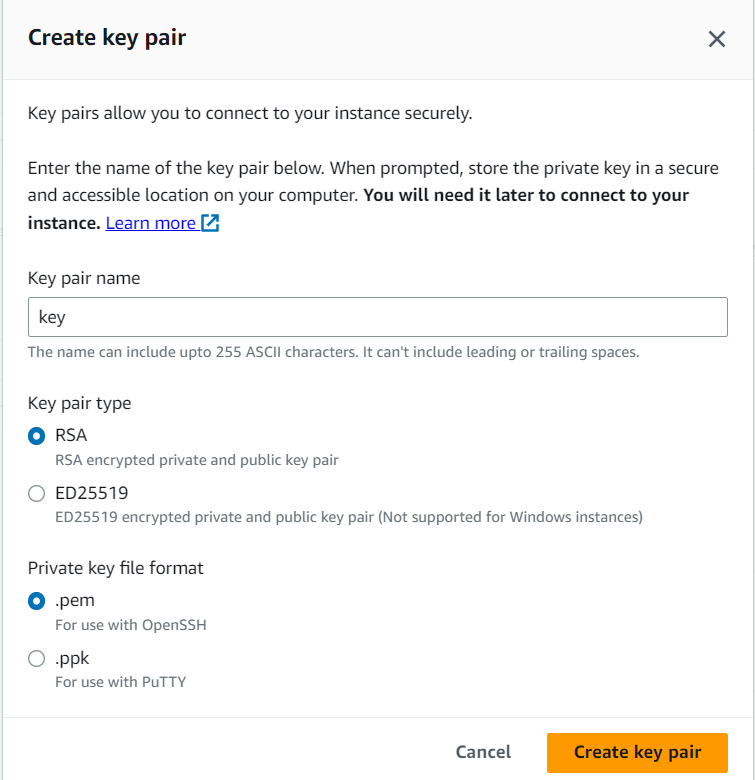 Create key pair
Key pairs allow you to connect to your instance securely.
Enter the name of the key pair below. When prompted, store the private key in a secure
and accessible location on your computer. You will need it later to connect to your
instance. Learn more
Key pair name
key
The name can include upto 255 ASCII characters. It can't include leading or trailing spaces.
Key pair type
RSA
RSA encrypted private and public key pair
ED25519
ED25519 encrypted private and public key pair (Not supported for Windows instances)
Private key file format
.pem
For use with OpenSSH
.ppk
For use with PuTTY
Cancel Create key pair